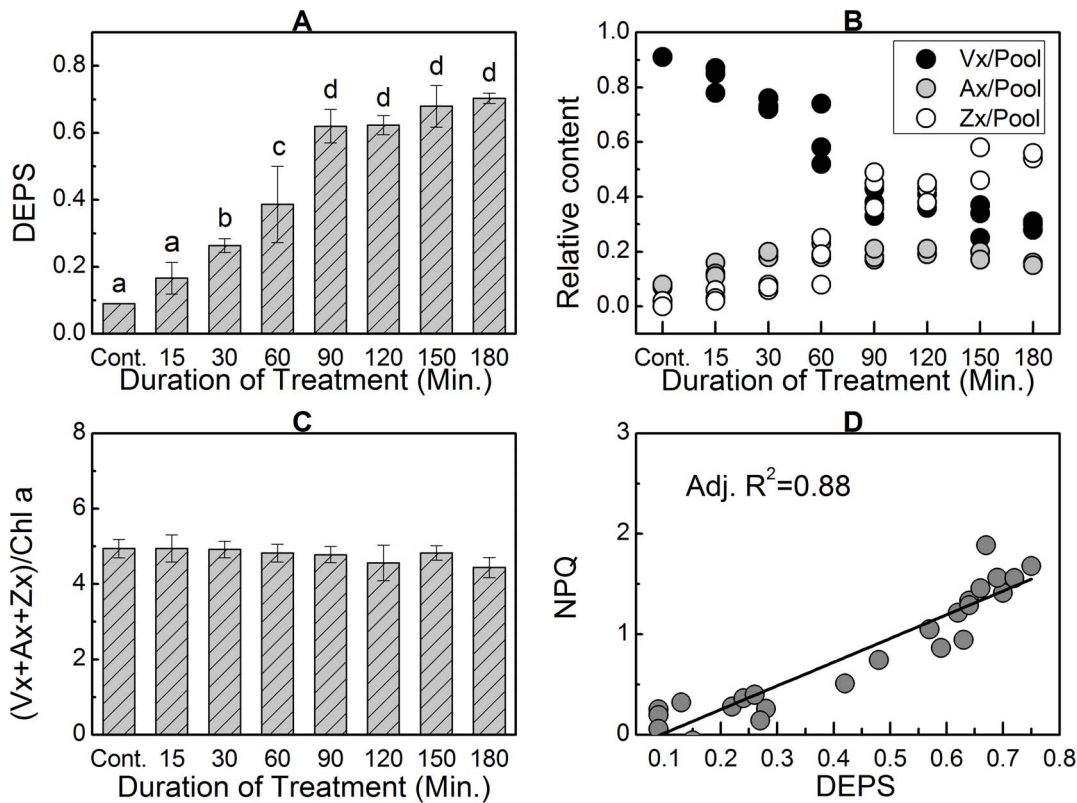 A
DEPS
0.8
0.6
0.4
0.2
0.0
a
a
b
c
d
d
d
d
Cont. 15 30 60 90 120 150 180
Duration of Treatment (Min.)
B
Relative content
1.0
0.8
0.6
0.4
0.2
0.0
Vx/Pool
Ax/Pool
Zx/Pool
Cont. 15 30 60 90 120 150 180
Duration of Treatment (Min.)
C
(Vx+Ax+Zx)/Chl a
8
6
4
2
0
Cont. 15 30 60 90 120 150 180
Duration of Treatment (Min.)
D
NPQ
3
2
1
0
Adj. R²=0.88
0.1 0.2 0.3 0.4 0.5 0.6 0.7 0.8
DEPS